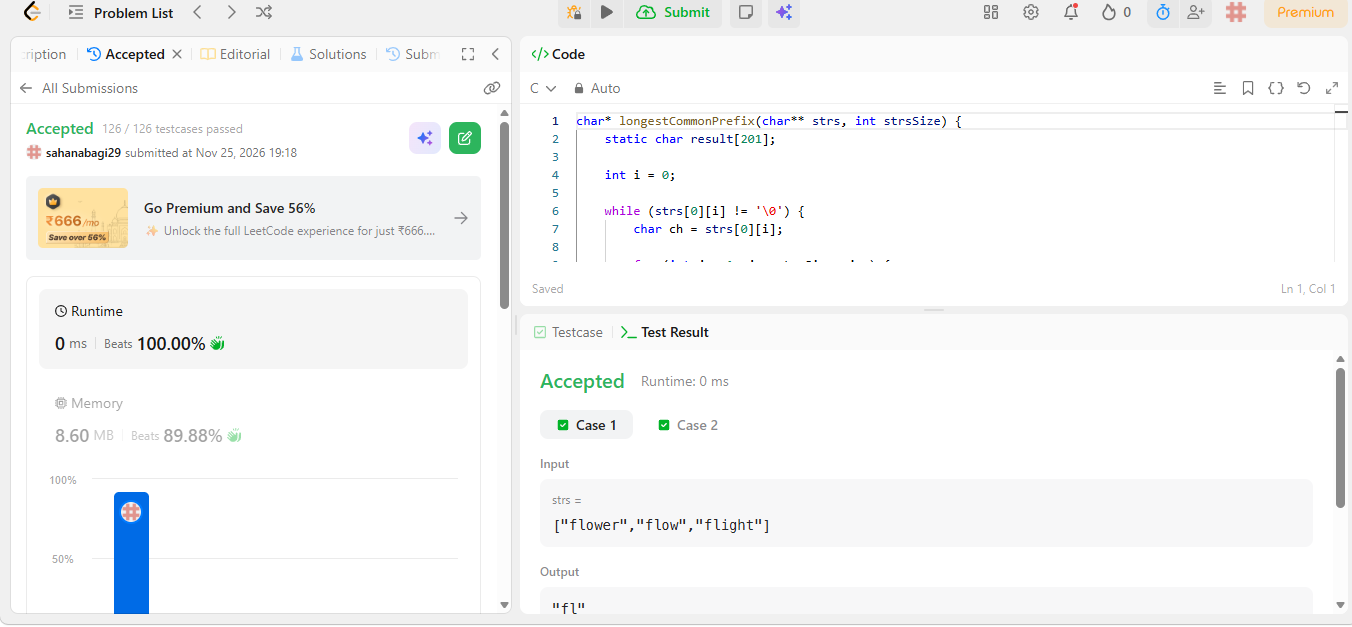 Problem List
Submit
0
Premium
ription
Accepted
Editorial
Solutions
Subm
All Submissions
Accepted 126 / 126 testcases passed
sahanabagi29 submitted at Nov 25, 2026 19:18
₹666 /mo
Save over 56%
Go Premium and Save 56%
Unlock the full LeetCode experience for just ₹666....
Runtime
0 ms Beats 100.00%
Memory
8.60 MB Beats 89.88%
100%
50%
</> Code
C Auto
1 char* longestCommonPrefix(char** strs, int strsSize) {
2 static char result[201];
3
4 int i = 0;
5
6 while (strs[0][i] != '\0') {
7 char ch = strs[0][i];
8
Saved Ln 1, Col 1
Testcase
Test Result
Accepted Runtime: 0 ms
Case 1 Case 2
Input
strs =
["flower","flow","flight"]
Output
"fl"